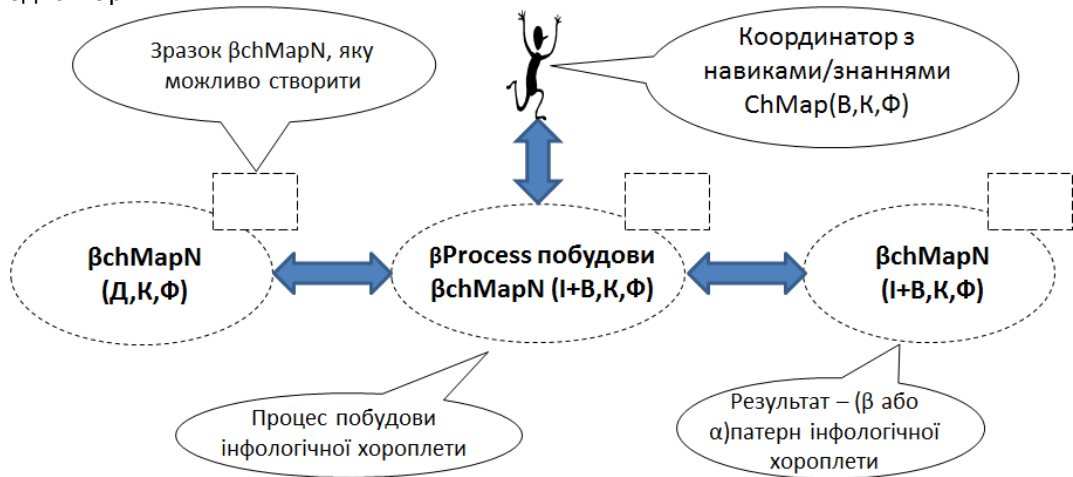 Зразок βchMapN, яку
можливо створити
Координатор з
навиками/знаннями
ChMap(В,К,Ф)
βchMapN
(Д,К,Ф)
βProcess побудови
βchMapN (І+В,К,Ф)
βchMapN
(І+В,К,Ф)
Процес побудови
інфологічної хороплети
Результат – (β або
α)патерн інфологічної
хороплети